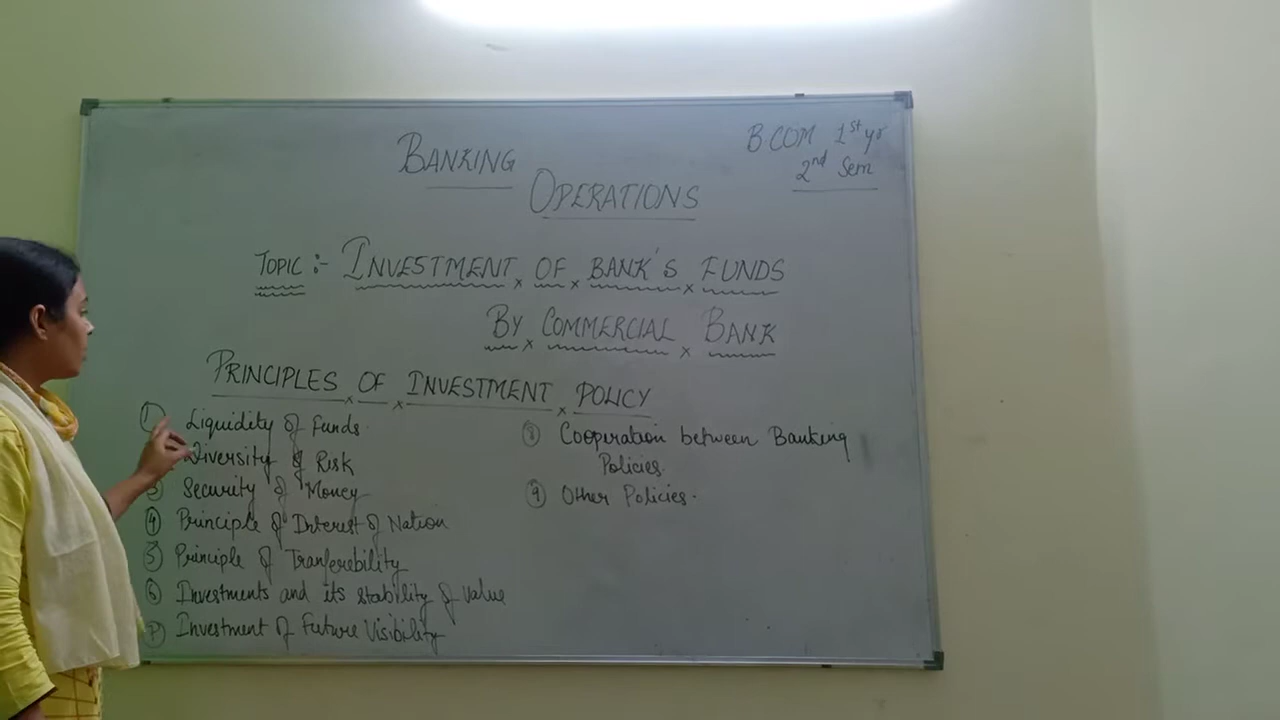 BANKING
OPERATIONS
B COM 1st yr
2nd Sem
TOPIC :- INVESTMENT OF BANK'S FUNDS
BY COMMERCIAL BANK
PRINCIPLES OF INVESTMENT POLICY
1 Liquidity of Funds
Diversity of Risk
3 Security of Money
4 Principle of Interest of Nation
5 Principle of Tranferebility
6 Investments and its stability of value
7 Investment of Future Visibility
8 Cooperation between Banking
Policies.
9 Other Policies.